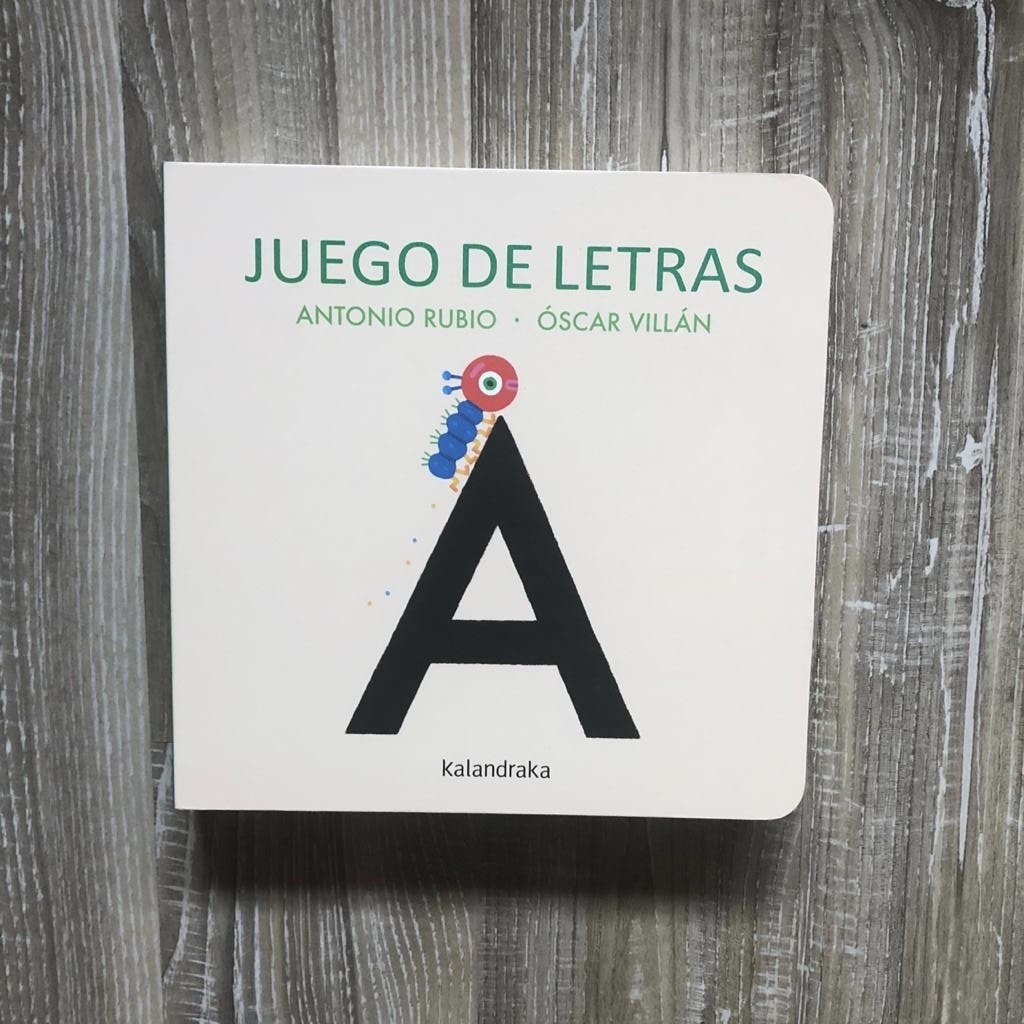 JUEGO DE LETRAS
ANTONIO RUBIO · ÓSCAR VILLÁN
A
Kalandraka